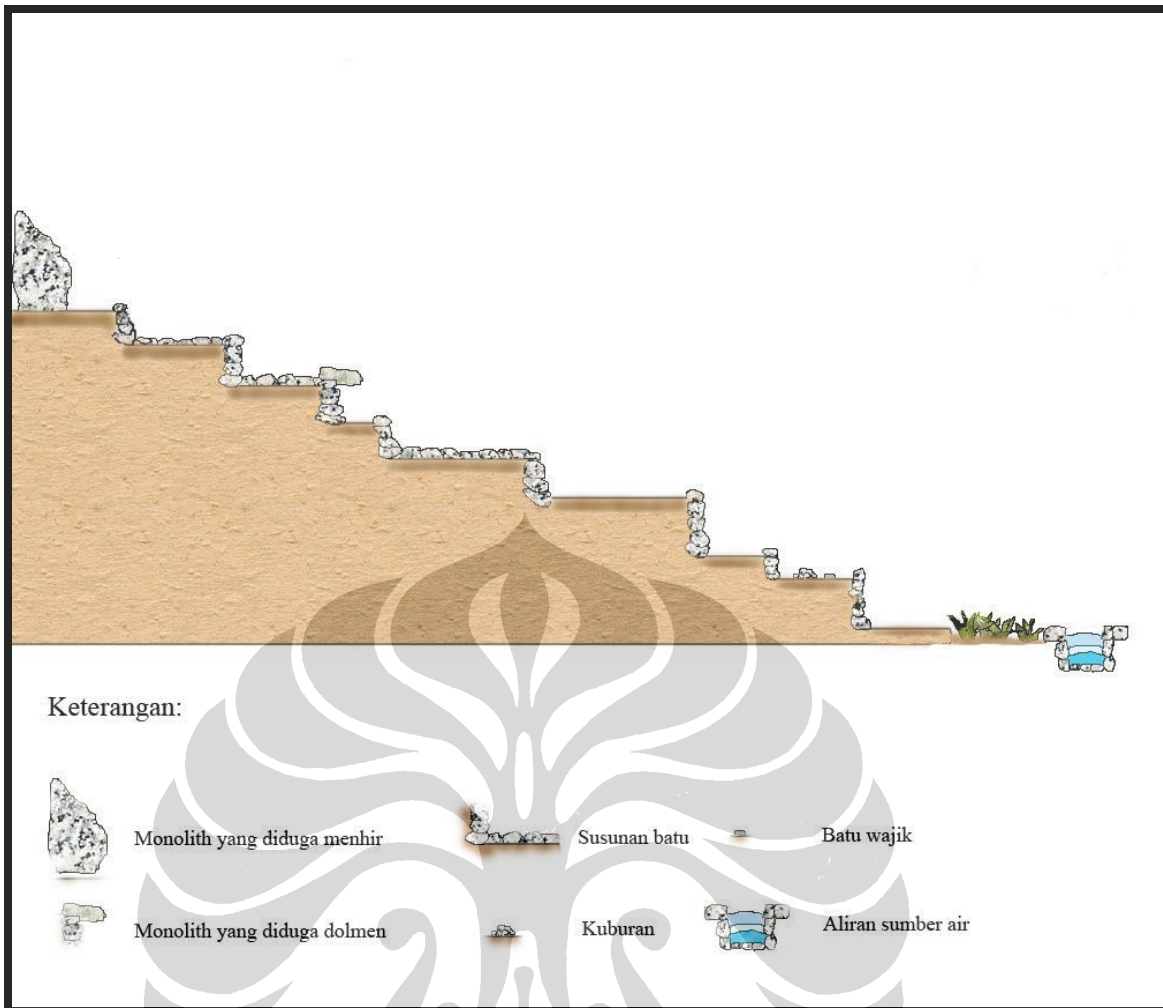 Keterangan:
Monolith yang diduga menhir
Susunan batu
Batu wajik
Monolith yang diduga dolmen
Kuburan
Aliran sumber air